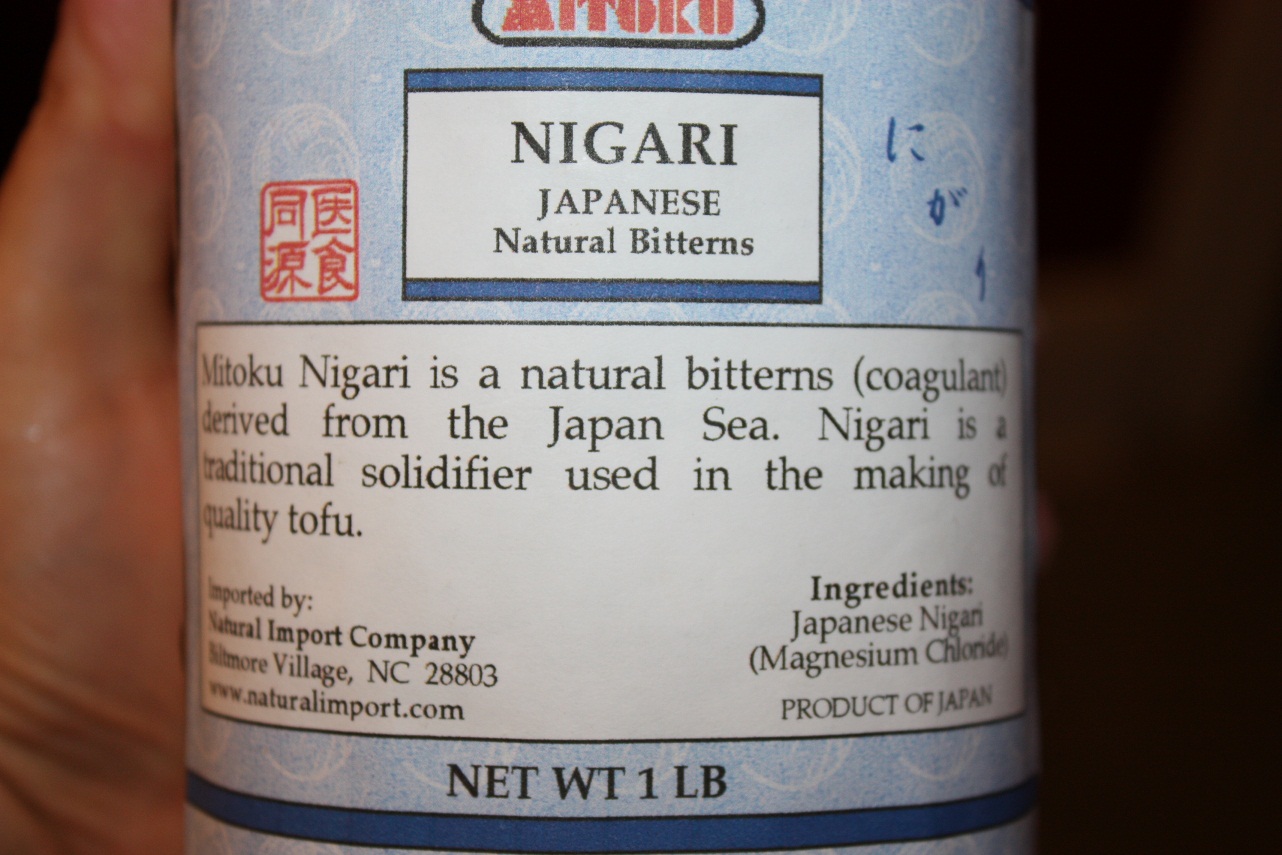 MITOKU
NIGARI
JAPANESE
Natural Bitterns
にがり
医食
同源
Mitoku Nigari is a natural bitterns (coagulant)
derived from the Japan Sea. Nigari is a
traditional solidifier used in the making of
quality tofu.
Imported by:
Natural Import Company
Biltmore Village, NC 28803
www.naturalimport.com
Ingredients:
Japanese Nigari
(Magnesium Chloride)
PRODUCT OF JAPAN
NET WT 1 LB